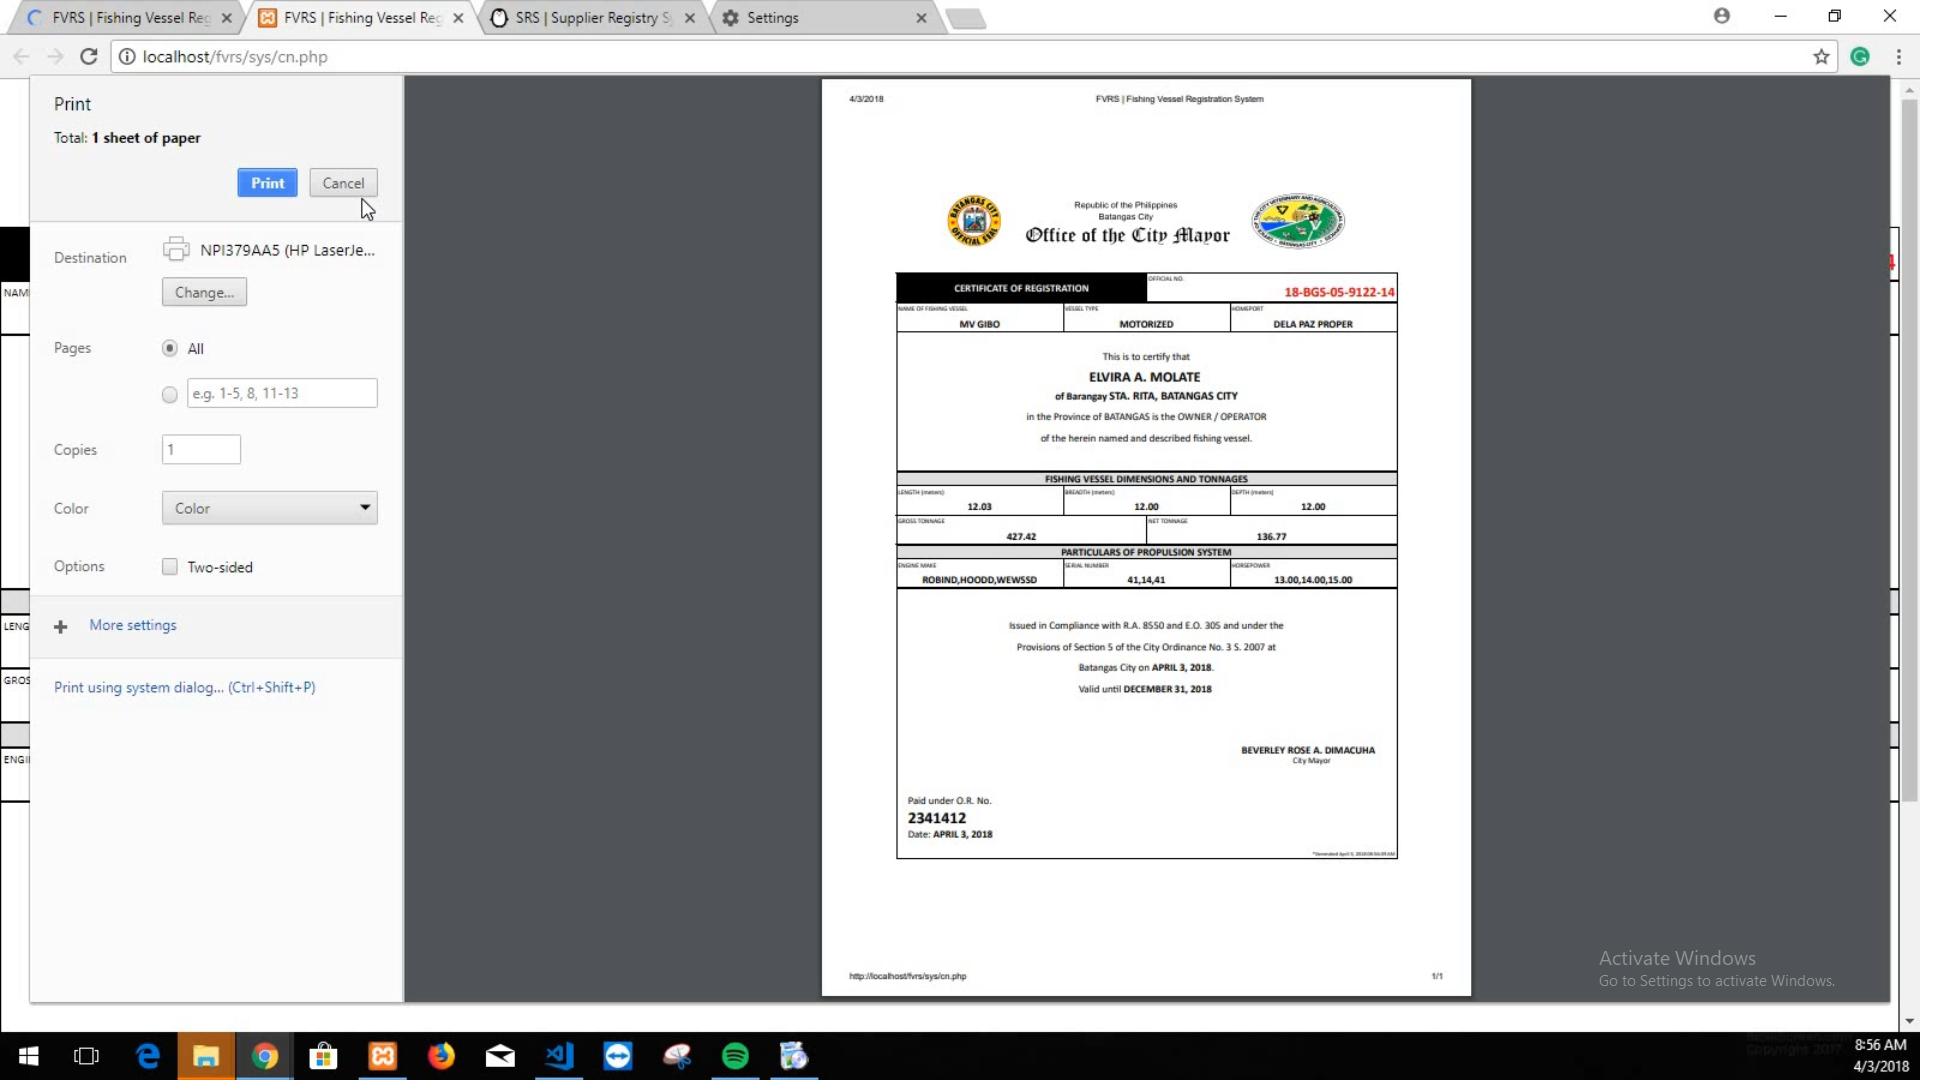 FVRS | Fishing Vessel Reg
FVRS | Fishing Vessel Reg
SRS | Supplier Registry S
Settings
localhost/fvrs/sys/cn.php
Print
Total: 1 sheet of paper
Print
Cancel
Destination
NPI379AA5 (HP LaserJe...
Change...
Pages
All
e.g. 1-5, 8, 11-13
Copies
1
Color
Color
Options
Two-sided
More settings
Print using system dialog... (Ctrl+Shift+P)
NAM
LENG
GROS
ENGI
4
4/3/2018
FVRS | Fishing Vessel Registration System
BATANGAS CITY
OFFICIAL SEAL
Republic of the Philippines
Batangas City
Office of the City Mayor
CERTIFICATE OF REGISTRATION
OFFICIAL NO.
18-BGS-05-9122-14
NAME OF FISHING VESSEL
VESSEL TYPE
HOMEPORT
MV GIBO
MOTORIZED
DELA PAZ PROPER
This is to certify that
ELVIRA A. MOLATE
of Barangay STA. RITA, BATANGAS CITY
in the Province of BATANGAS is the OWNER / OPERATOR
of the herein named and described fishing vessel.
FISHING VESSEL DIMENSIONS AND TONNAGES
LENGTH (meters)
BREADTH (meters)
DEPTH (meters)
12.03
12.00
12.00
GROSS TONNAGE
NET TONNAGE
427.42
136.77
PARTICULARS OF PROPULSION SYSTEM
ENGINE MAKE
SERIAL NUMBER
HORSEPOWER
ROBIND,HOODD,WEWSSD
41,14,41
13.00,14.00,15.00
Issued in Compliance with R.A. 8550 and E.O. 305 and under the
Provisions of Section 5 of the City Ordinance No. 3 S. 2007 at
Batangas City on APRIL 3, 2018.
Valid until DECEMBER 31, 2018
BEVERLEY ROSE A. DIMACUHA
City Mayor
Paid under O.R. No.
2341412
Date: APRIL 3, 2018
http://localhost/fvrs/sys/cn.php
1/1
Activate Windows
Go to Settings to activate Windows.
8:56 AM
4/3/2018